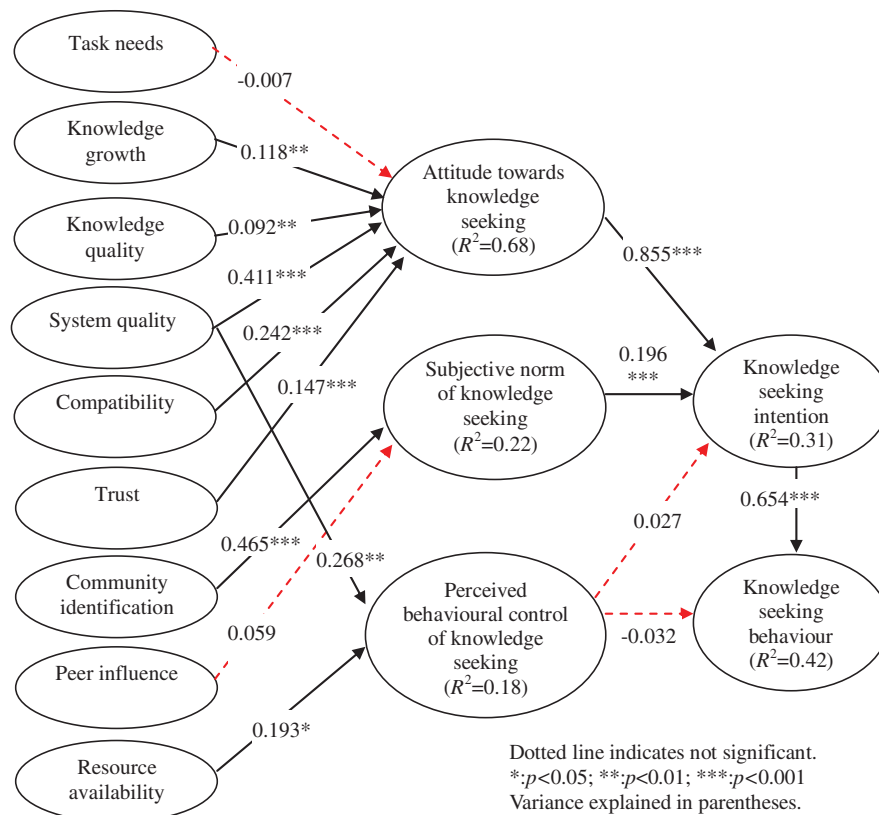 Task needs
-0.007
Knowledge
growth
0.118**
Knowledge
quality
0.092**
System quality
0.411***
Compatibility
0.242***
Trust
0.147***
Community
identification
0.465***
Peer influence
0.059
Resource
availability
0.193*
0.268**
Attitude towards
knowledge
seeking
(R²=0.68)
0.855***
Subjective norm
of knowledge
seeking
(R²=0.22)
0.196
***
Perceived
behavioural control
of knowledge
seeking
(R²=0.18)
0.027
-0.032
Knowledge
seeking
intention
(R²=0.31)
0.654***
Knowledge
seeking
behaviour
(R²=0.42)
Dotted line indicates not significant.
*:p<0.05; **:p<0.01; ***:p<0.001
Variance explained in parentheses.